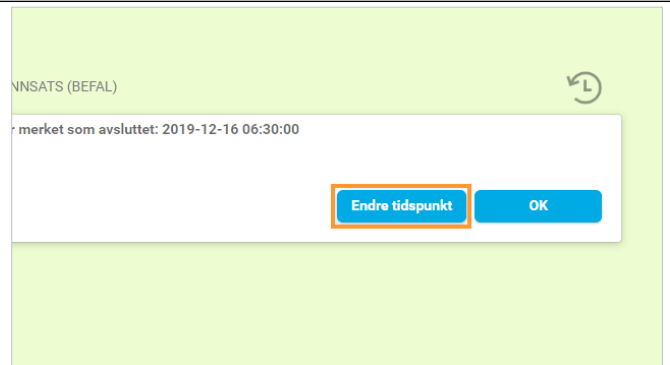 NNSATS (BEFAL)
r merket som avsluttet: 2019-12-16 06:30:00
Endre tidspunkt
OK